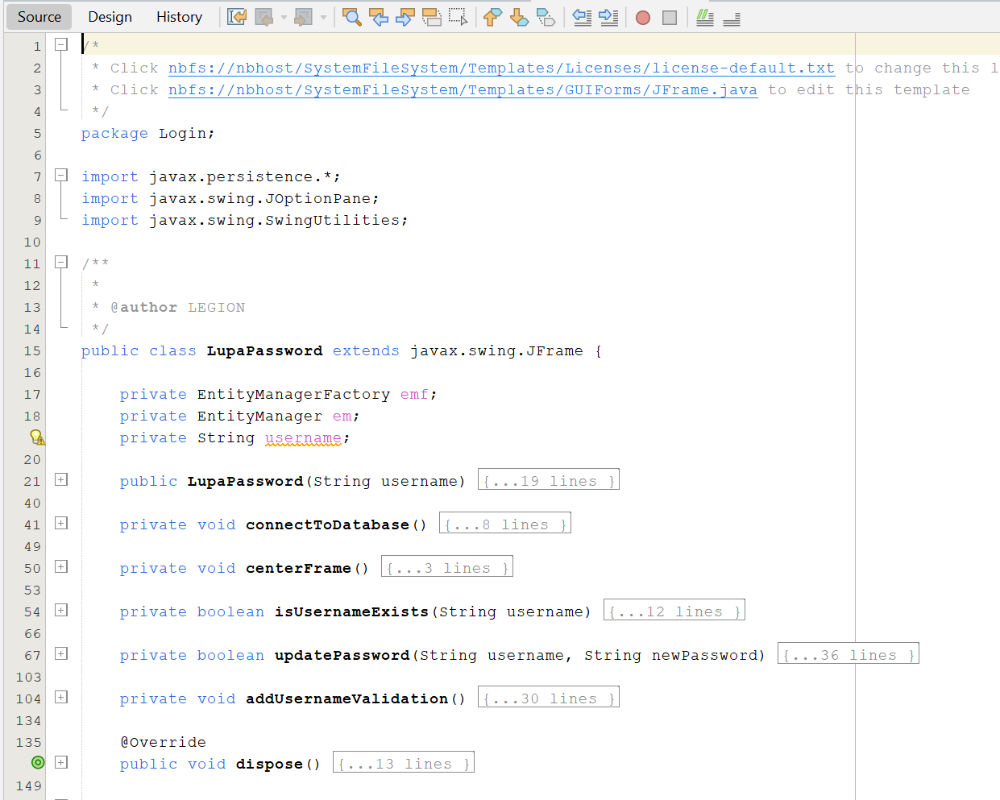 Source Design History
1 /*
2 * Click nbfs://nbhost/SystemFileSystem/Templates/Licenses/license-default.txt to change this l
3 * Click nbfs://nbhost/SystemFileSystem/Templates/GUIForms/JFrame.java to edit this template
4 */
5 package Login;
6
7 import javax.persistence.*;
8 import javax.swing.JOptionPane;
9 import javax.swing.SwingUtilities;
10
11 /**
12 *
13 * @author LEGION
14 */
15 public class LupaPassword extends javax.swing.JFrame {
16
17 private EntityManagerFactory emf;
18 private EntityManager em;
private String username;
20
21 public LupaPassword(String username) {...19 lines }
40
41 private void connectToDatabase() {...8 lines }
49
50 private void centerFrame() {...3 lines }
53
54 private boolean isUsernameExists(String username) {...12 lines }
66
67 private boolean updatePassword(String username, String newPassword) {...36 lines }
103
104 private void addUsernameValidation() {...30 lines }
134
135 @Override
public void dispose() {...13 lines }
149